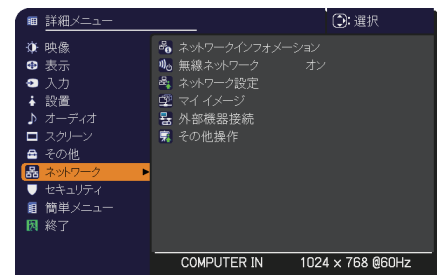 詳細メニュー
:選択
映像
表示
入力
設置
オーディオ
スクリーン
その他
ネットワーク
セキュリティ
簡単メニュー
終了
ネットワークインフォメーション
無線ネットワーク オン
ネットワーク設定
マイ イメージ
外部機器接続
その他操作
COMPUTER IN 1024 x 768 @60Hz